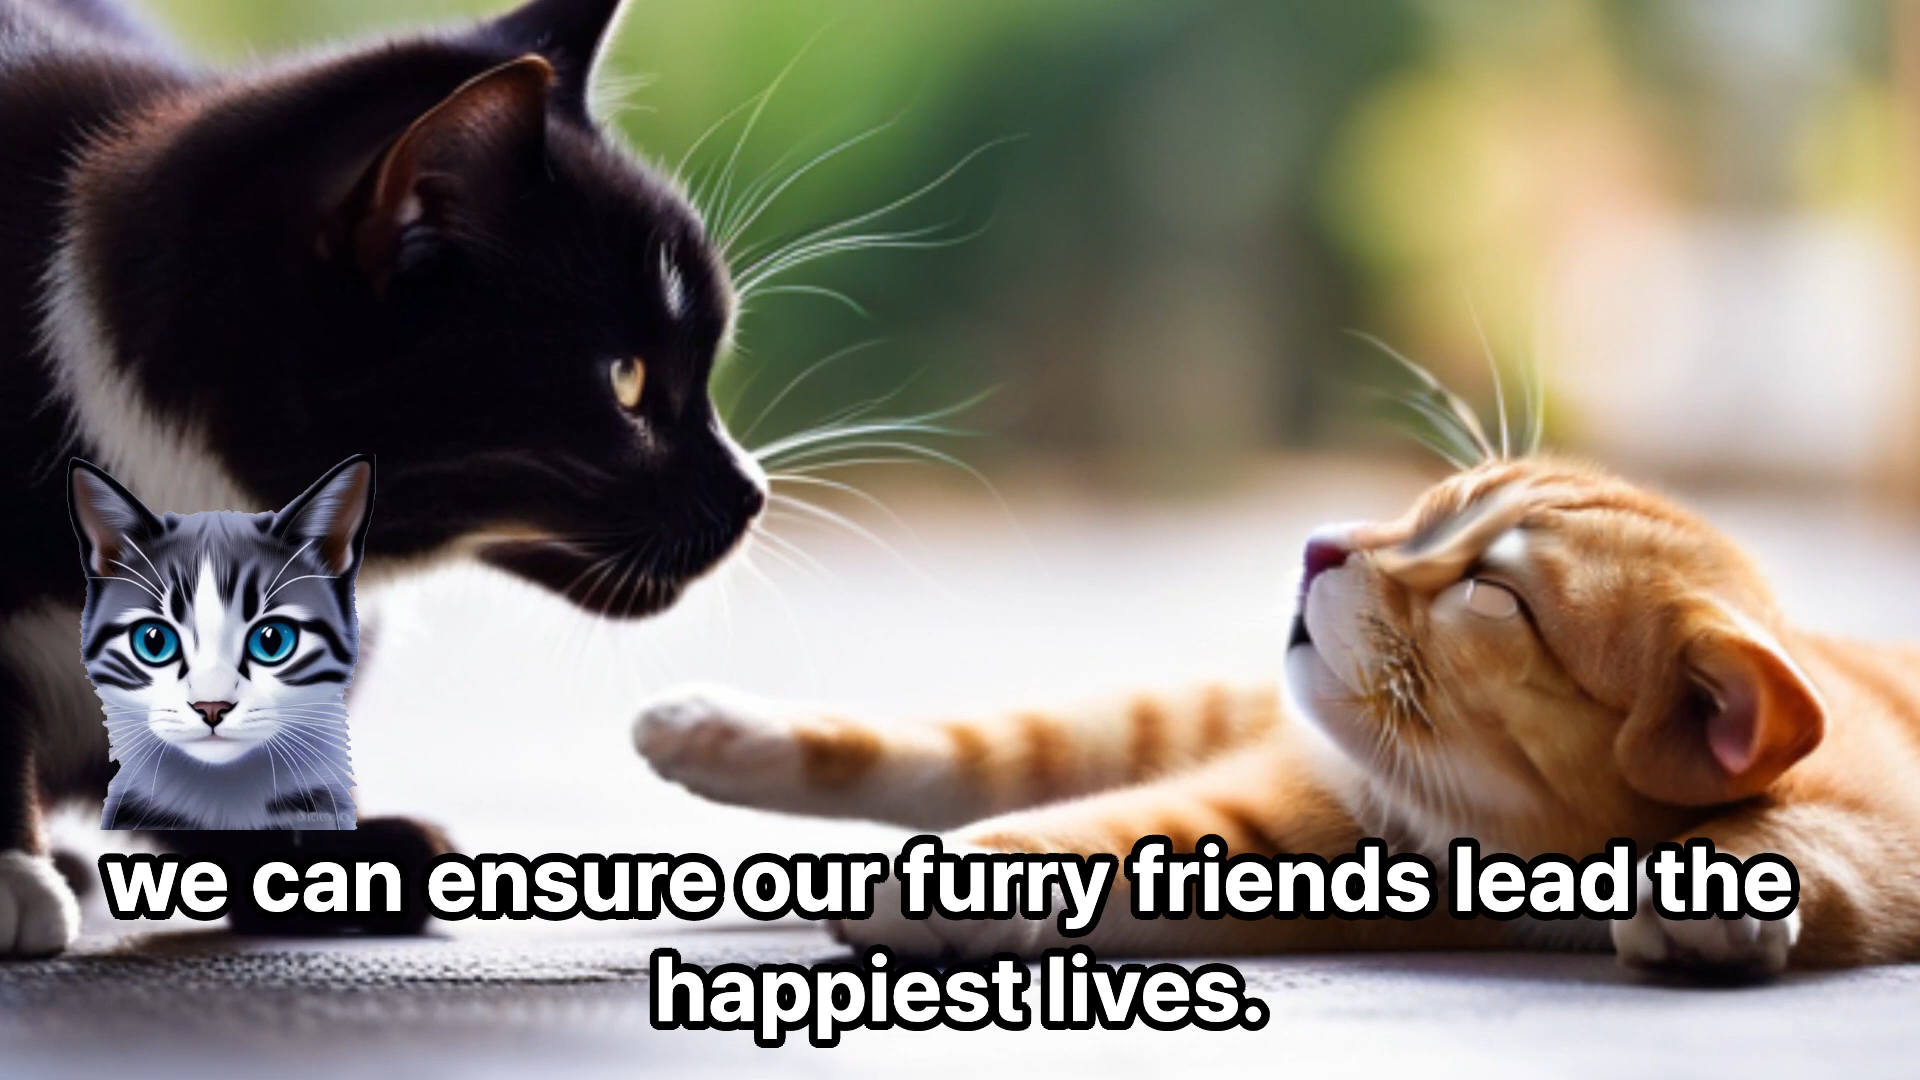 we can ensure our furry friends lead the
happiest lives.